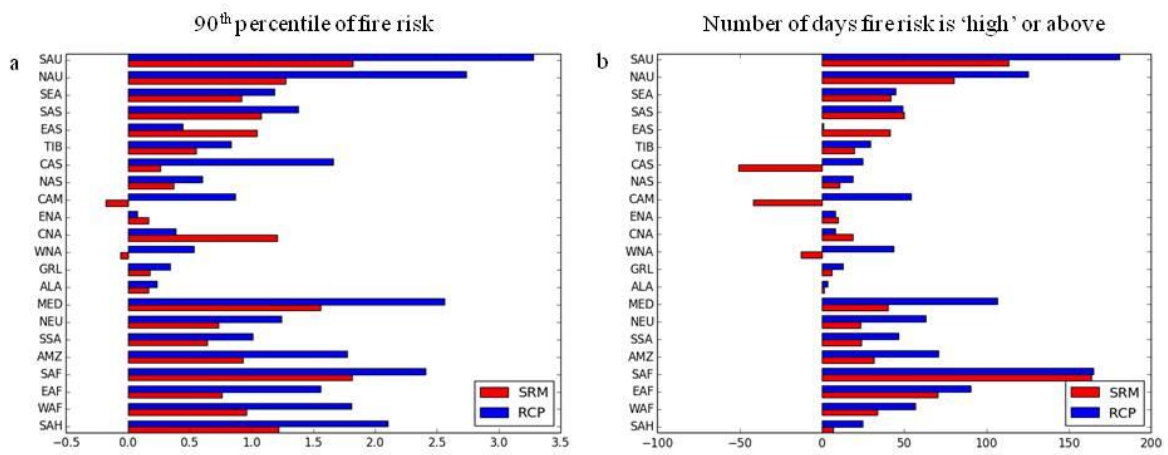 90th percentile of fire risk
Number of days fire risk is ‘high’ or above
a
SAU
NAU
SEA
SAS
EAS
TIB
CAS
NAS
CAM
ENA
CNA
WNA
GRL
ALA
MED
NEU
SSA
AMZ
SAF
EAF
WAF
SAH
SRM
RCP
−0.5 0.0 0.5 1.0 1.5 2.0 2.5 3.0 3.5
b
SAU
NAU
SEA
SAS
EAS
TIB
CAS
NAS
CAM
ENA
CNA
WNA
GRL
ALA
MED
NEU
SSA
AMZ
SAF
EAF
WAF
SAH
SRM
RCP
−100 −50 0 50 100 150 200